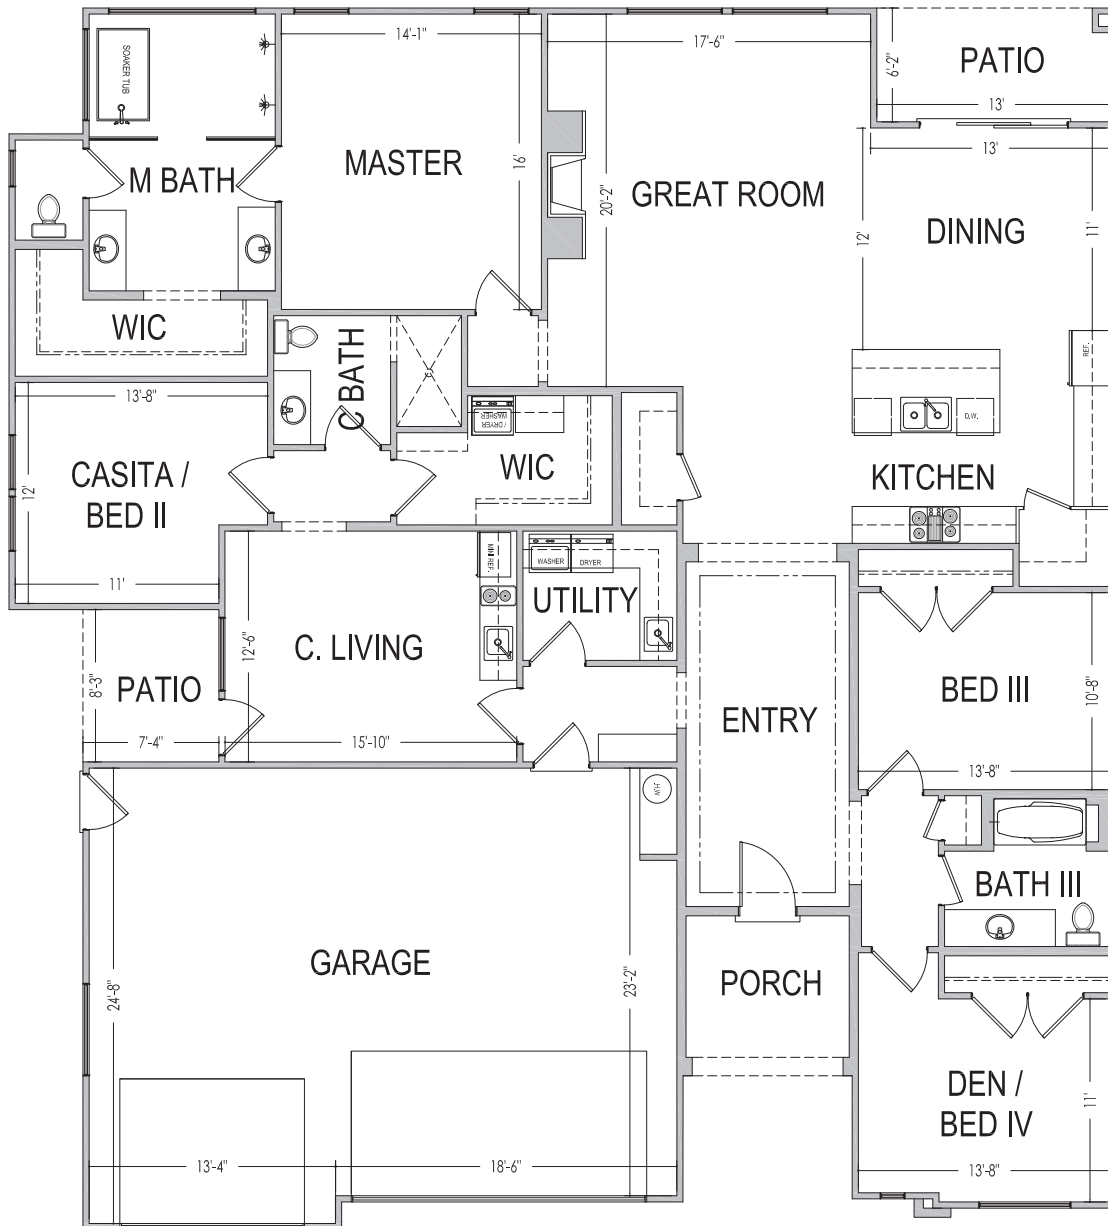 14'-1"
17'-6"
6'-2"
PATIO
13'
SOAKER TUB
13'
M BATH
MASTER
16'
20'-2"
GREAT ROOM
12'
DINING
11'
WIC
C BATH
REF.
13'-8"
WASHER
/ DRYER
D.W.
CASITA /
BED II
12'
WIC
KITCHEN
11'
MINI REF.
WASHER
DRYER
UTILITY
12'-6"
C. LIVING
8'-3"
PATIO
7'-4"
15'-10"
ENTRY
BED III
10'-8"
13'-8"
H.W
BATH III
GARAGE
24'-8"
23'-2"
PORCH
DEN /
BED IV
11'
13'-4"
18'-6"
13'-8"